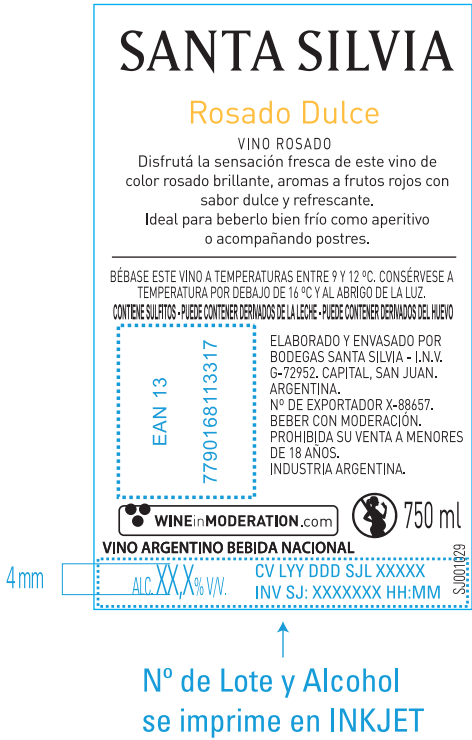 SANTA SILVIA
Rosado Dulce
VINO ROSADO
Disfrutá la sensación fresca de este vino de
color rosado brillante, aromas a frutos rojos con
sabor dulce y refrescante.
Ideal para beberlo bien frío como aperitivo
o acompañando postres.
BÉBASE ESTE VINO A TEMPERATURAS ENTRE 9 Y 12 ºC. CONSÉRVESE A
TEMPERATURA POR DEBAJO DE 16 ºC Y AL ABRIGO DE LA LUZ.
CONTIENE SULFITOS - PUEDE CONTENER DERIVADOS DE LA LECHE - PUEDE CONTENER DERIVADOS DEL HUEVO
EAN 13
7790168113317
ELABORADO Y ENVASADO POR
BODEGAS SANTA SILVIA - I.N.V.
G-72952. CAPITAL, SAN JUAN.
ARGENTINA.
Nº DE EXPORTADOR X-88657.
BEBER CON MODERACIÓN.
PROHIBIDA SU VENTA A MENORES
DE 18 AÑOS.
INDUSTRIA ARGENTINA.
WINEinMODERATION.com
750 ml
VINO ARGENTINO BEBIDA NACIONAL
SJ001029
4mm
ALC. XX,X% V/V.
CV LYY DDD SJL XXXXX
INV SJ: XXXXXXX HH:MM
Nº de Lote y Alcohol
se imprime en INKJET